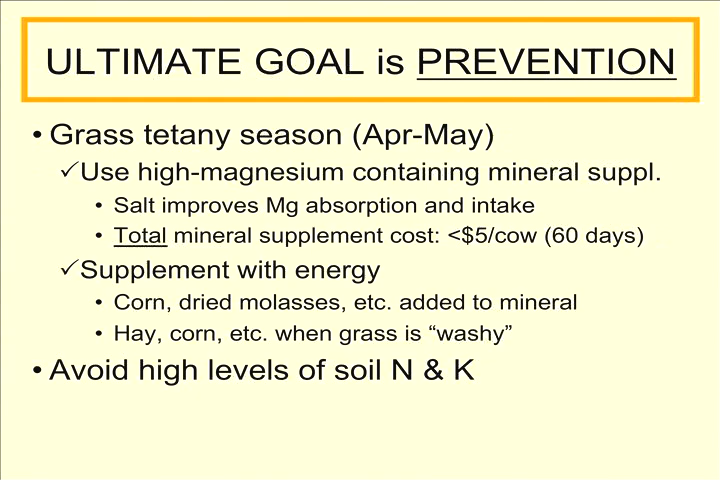 ULTIMATE GOAL is PREVENTION
• Grass tetany season (Apr-May)
✓Use high-magnesium containing mineral suppl.
• Salt improves Mg absorption and intake
• Total mineral supplement cost: <$5/cow (60 days)
✓Supplement with energy
• Corn, dried molasses, etc. added to mineral
• Hay, corn, etc. when grass is “washy”
• Avoid high levels of soil N & K